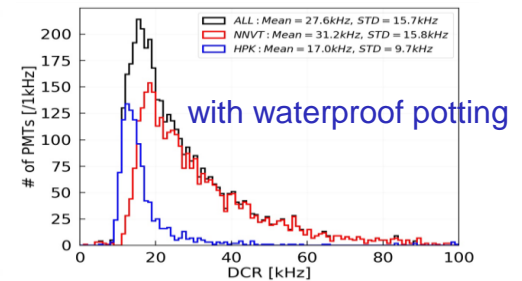 ALL : Mean = 27.6kHz, STD = 15.7kHz
NNVT : Mean = 31.2kHz, STD = 15.8kHz
HPK : Mean = 17.0kHz, STD = 9.7kHz
with waterproof potting
# of PMTs [/1kHz]
200
175
150
125
100
75
50
25
0
0 20 40 60 80 100
DCR [kHz]